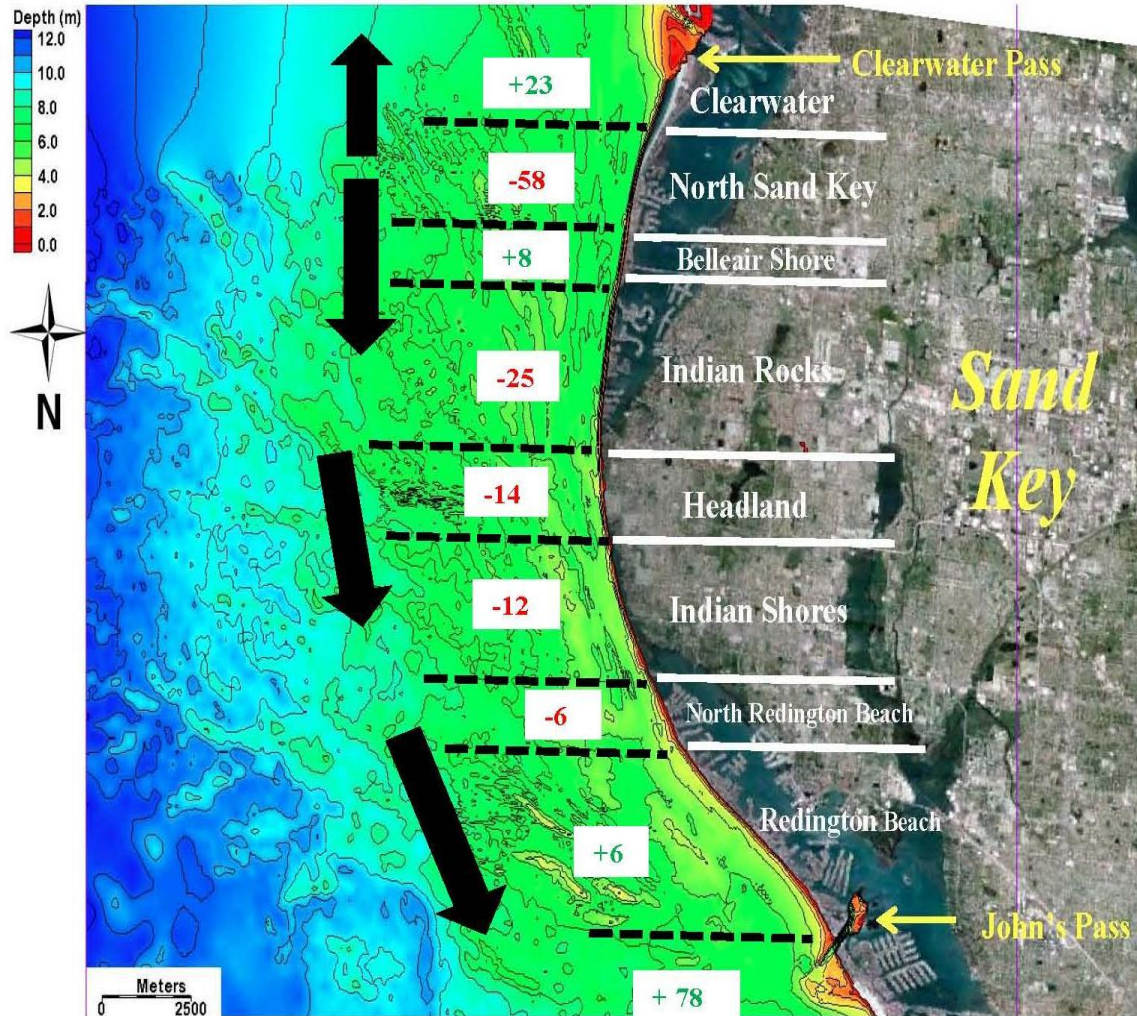 Depth (m)
12.0
10.0
8.0
6.0
4.0
2.0
0.0
N
+23
-58
+8
-25
-14
-12
-6
+6
+ 78
Clearwater Pass
Clearwater
North Sand Key
Belleair Shore
Indian Rocks
Headland
Indian Shores
North Redington Beach
Redington Beach
John's Pass
Sand
Key
Meters
0 2500